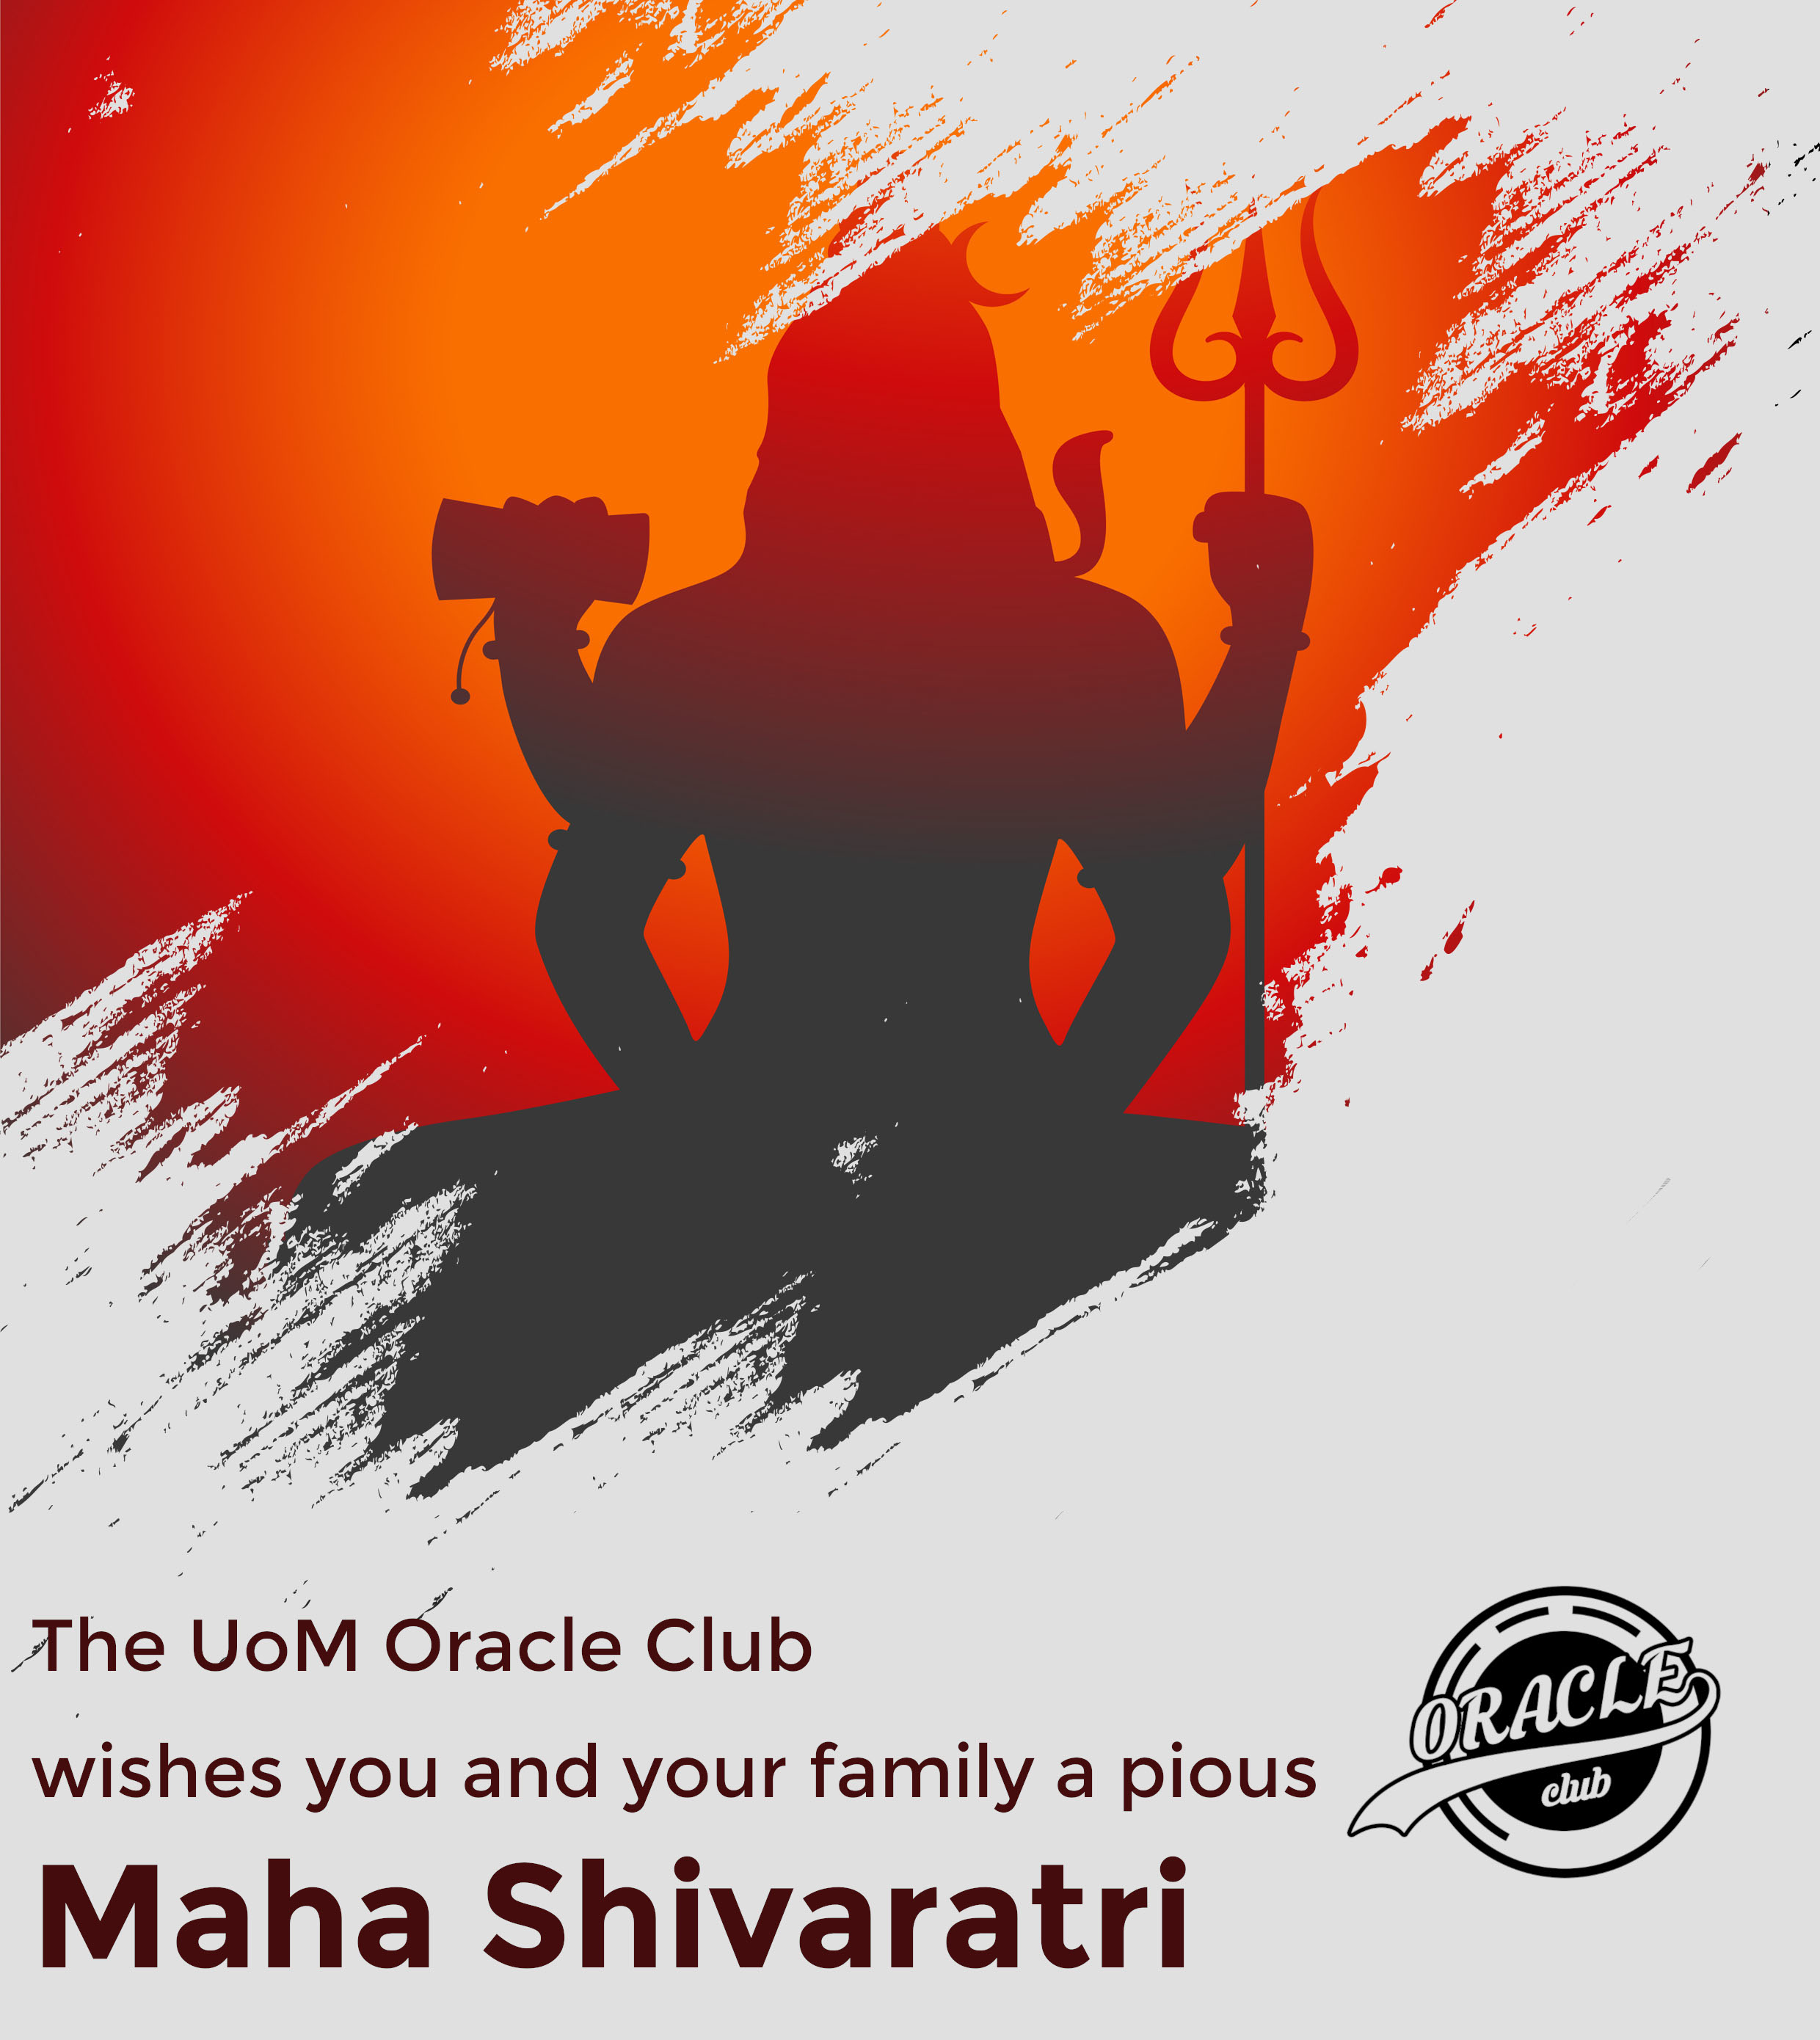 The UoM Oracle Club
wishes you and your family a pious
Maha Shivaratri
ORACLE
club